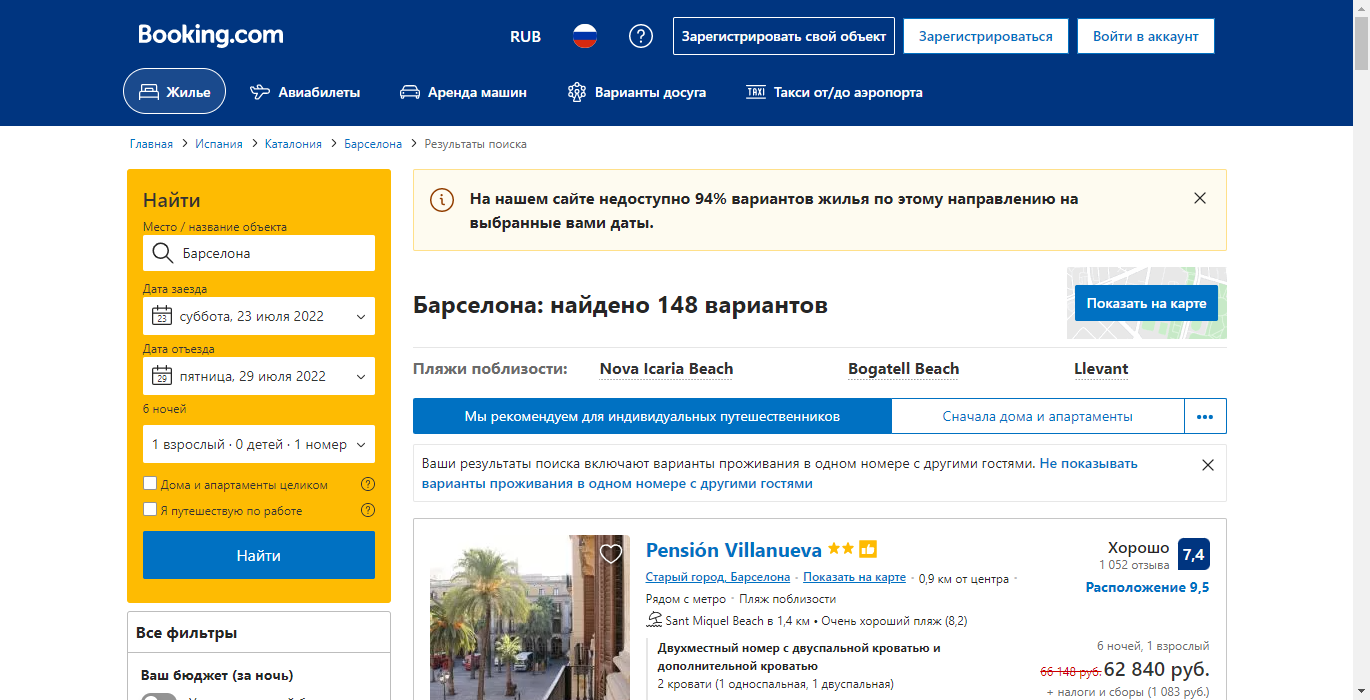 Booking.com
RUB
Зарегистрировать свой объект
Зарегистрироваться
Войти в аккаунт
Жилье
Авиабилеты
Аренда машин
Варианты досуга
TAXI
Такси от/до аэропорта
Главная > Испания > Каталония > Барселона > Результаты поиска
Найти
Место / название объекта
Барселона
Дата заезда
23
суббота, 23 июля 2022
Дата отъезда
29
пятница, 29 июля 2022
6 ночей
1 взрослый · 0 детей · 1 номер
Дома и апартаменты целиком
Я путешествую по работе
Найти
Все фильтры
Ваш бюджет (за ночь)
На нашем сайте недоступно 94% вариантов жилья по этому направлению на
выбранные вами даты.
Барселона: найдено 148 вариантов
Показать на карте
Пляжи поблизости:
Nova Icaria Beach
Bogatell Beach
Llevant
Мы рекомендуем для индивидуальных путешественников
Сначала дома и апартаменты
Ваши результаты поиска включают варианты проживания в одном номере с другими гостями. Не показывать
варианты проживания в одном номере с другими гостями
Pensión Villanueva
Старый город, Барселона · Показать на карте · 0,9 км от центра ·
Рядом с метро · Пляж поблизости
Sant Miquel Beach в 1,4 км • Очень хороший пляж (8,2)
Двухместный номер с двуспальной кроватью и
дополнительной кроватью
2 кровати (1 односпальная, 1 двуспальная)
Хорошо
1 052 отзыва
7,4
Расположение 9,5
6 ночей, 1 взрослый
66 148 руб. 62 840 руб.
+ налоги и сборы (1 083 руб.)